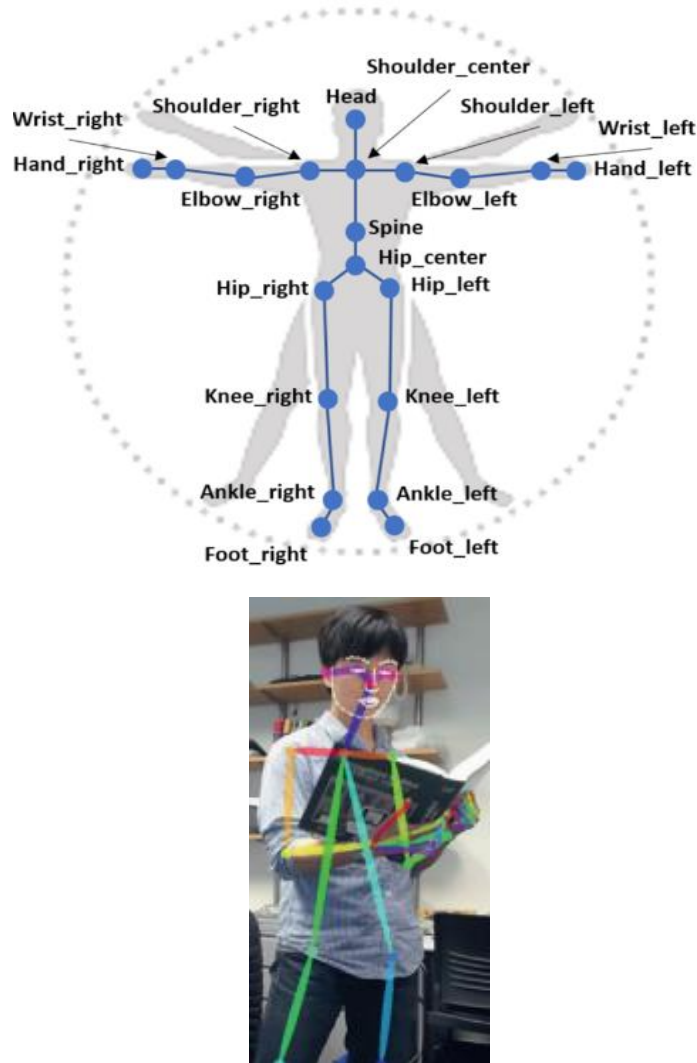 Shoulder_center
Head
Shoulder_right
Shoulder_left
Wrist_right
Wrist_left
Hand_right
Hand_left
Elbow_right
Elbow_left
Spine
Hip_center
Hip_right
Hip_left
Knee_right
Knee_left
Ankle_right
Ankle_left
Foot_right
Foot_left